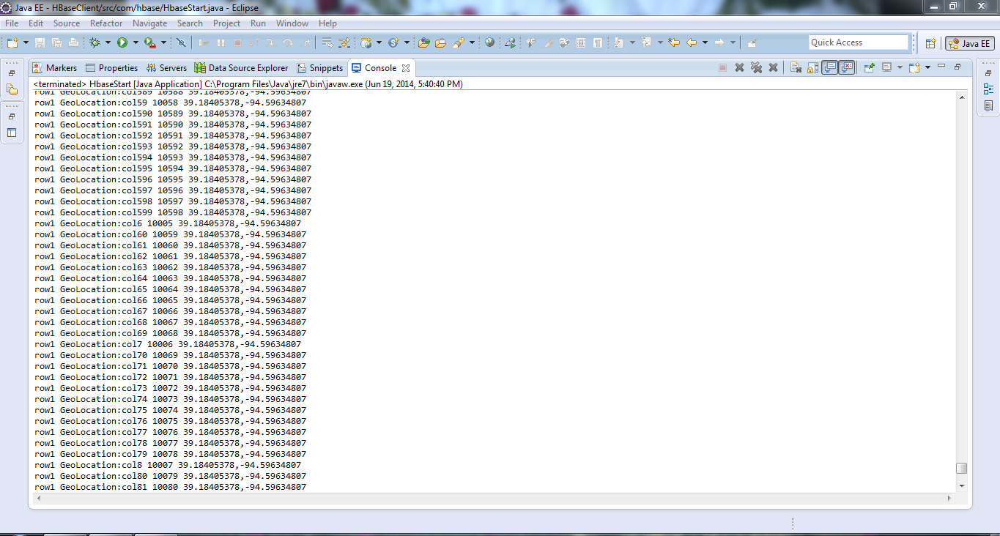 Java EE - HBaseClient/src/com/hbase/HbaseStart.java - Eclipse
File Edit Source Refactor Navigate Search Project Run Window Help
Quick Access
Java EE
Markers Properties Servers Data Source Explorer Snippets Console
<terminated> HbaseStart [Java Application] C:\Program Files\Java\jre7\bin\javaw.exe (Jun 19, 2014, 5:40:40 PM)
row1 GeoLocation:col589 10588 39.18405378,-94.59634807
row1 GeoLocation:col59 10058 39.18405378,-94.59634807
row1 GeoLocation:col590 10589 39.18405378,-94.59634807
row1 GeoLocation:col591 10590 39.18405378,-94.59634807
row1 GeoLocation:col592 10591 39.18405378,-94.59634807
row1 GeoLocation:col593 10592 39.18405378,-94.59634807
row1 GeoLocation:col594 10593 39.18405378,-94.59634807
row1 GeoLocation:col595 10594 39.18405378,-94.59634807
row1 GeoLocation:col596 10595 39.18405378,-94.59634807
row1 GeoLocation:col597 10596 39.18405378,-94.59634807
row1 GeoLocation:col598 10597 39.18405378,-94.59634807
row1 GeoLocation:col599 10598 39.18405378,-94.59634807
row1 GeoLocation:col6 10005 39.18405378,-94.59634807
row1 GeoLocation:col60 10059 39.18405378,-94.59634807
row1 GeoLocation:col61 10060 39.18405378,-94.59634807
row1 GeoLocation:col62 10061 39.18405378,-94.59634807
row1 GeoLocation:col63 10062 39.18405378,-94.59634807
row1 GeoLocation:col64 10063 39.18405378,-94.59634807
row1 GeoLocation:col65 10064 39.18405378,-94.59634807
row1 GeoLocation:col66 10065 39.18405378,-94.59634807
row1 GeoLocation:col67 10066 39.18405378,-94.59634807
row1 GeoLocation:col68 10067 39.18405378,-94.59634807
row1 GeoLocation:col69 10068 39.18405378,-94.59634807
row1 GeoLocation:col7 10006 39.18405378,-94.59634807
row1 GeoLocation:col70 10069 39.18405378,-94.59634807
row1 GeoLocation:col71 10070 39.18405378,-94.59634807
row1 GeoLocation:col72 10071 39.18405378,-94.59634807
row1 GeoLocation:col73 10072 39.18405378,-94.59634807
row1 GeoLocation:col74 10073 39.18405378,-94.59634807
row1 GeoLocation:col75 10074 39.18405378,-94.59634807
row1 GeoLocation:col76 10075 39.18405378,-94.59634807
row1 GeoLocation:col77 10076 39.18405378,-94.59634807
row1 GeoLocation:col78 10077 39.18405378,-94.59634807
row1 GeoLocation:col79 10078 39.18405378,-94.59634807
row1 GeoLocation:col8 10007 39.18405378,-94.59634807
row1 GeoLocation:col80 10079 39.18405378,-94.59634807
row1 GeoLocation:col81 10080 39.18405378,-94.59634807